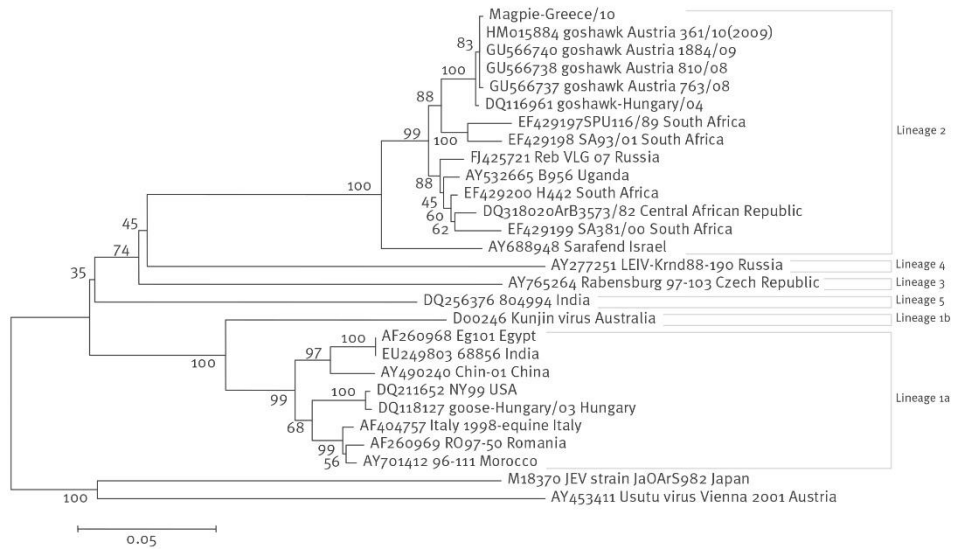 Magpie-Greece/10
HM015884 goshawk Austria 361/10(2009)
83
GU566740 goshawk Austria 1884/09
GU566738 goshawk Austria 810/08
100
GU566737 goshawk Austria 763/08
88
DQ116961 goshawk-Hungary/04
EF429197SPU116/89 South Africa
Lineage 2
99
100
EF429198 SA93/01 South Africa
FJ425721 Reb VLG 07 Russia
88
AY532665 B956 Uganda
100
EF429200 H442 South Africa
45
DQ318020ArB3573/82 Central African Republic
60
62
EF429199 SA381/00 South Africa
45
AY688948 Sarafend Israel
74
AY277251 LEIV-Krnd88-190 Russia
Lineage 4
35
AY765264 Rabensburg 97-103 Czech Republic
Lineage 3
DQ256376 804994 India
Lineage 5
D00246 Kunjin virus Australia
Lineage 1b
100
AF260968 Eg101 Egypt
100
97
EU249803 68856 India
AY490240 Chin-01 China
100
DQ211652 NY99 USA
99
DQ118127 goose-Hungary/03 Hungary
Lineage 1a
68
AF404757 Italy 1998-equine Italy
99
AF260969 RO97-50 Romania
56
AY701412 96-111 Morocco
M18370 JEV strain JaOArS982 Japan
100
AY453411 Usutu virus Vienna 2001 Austria
0.05